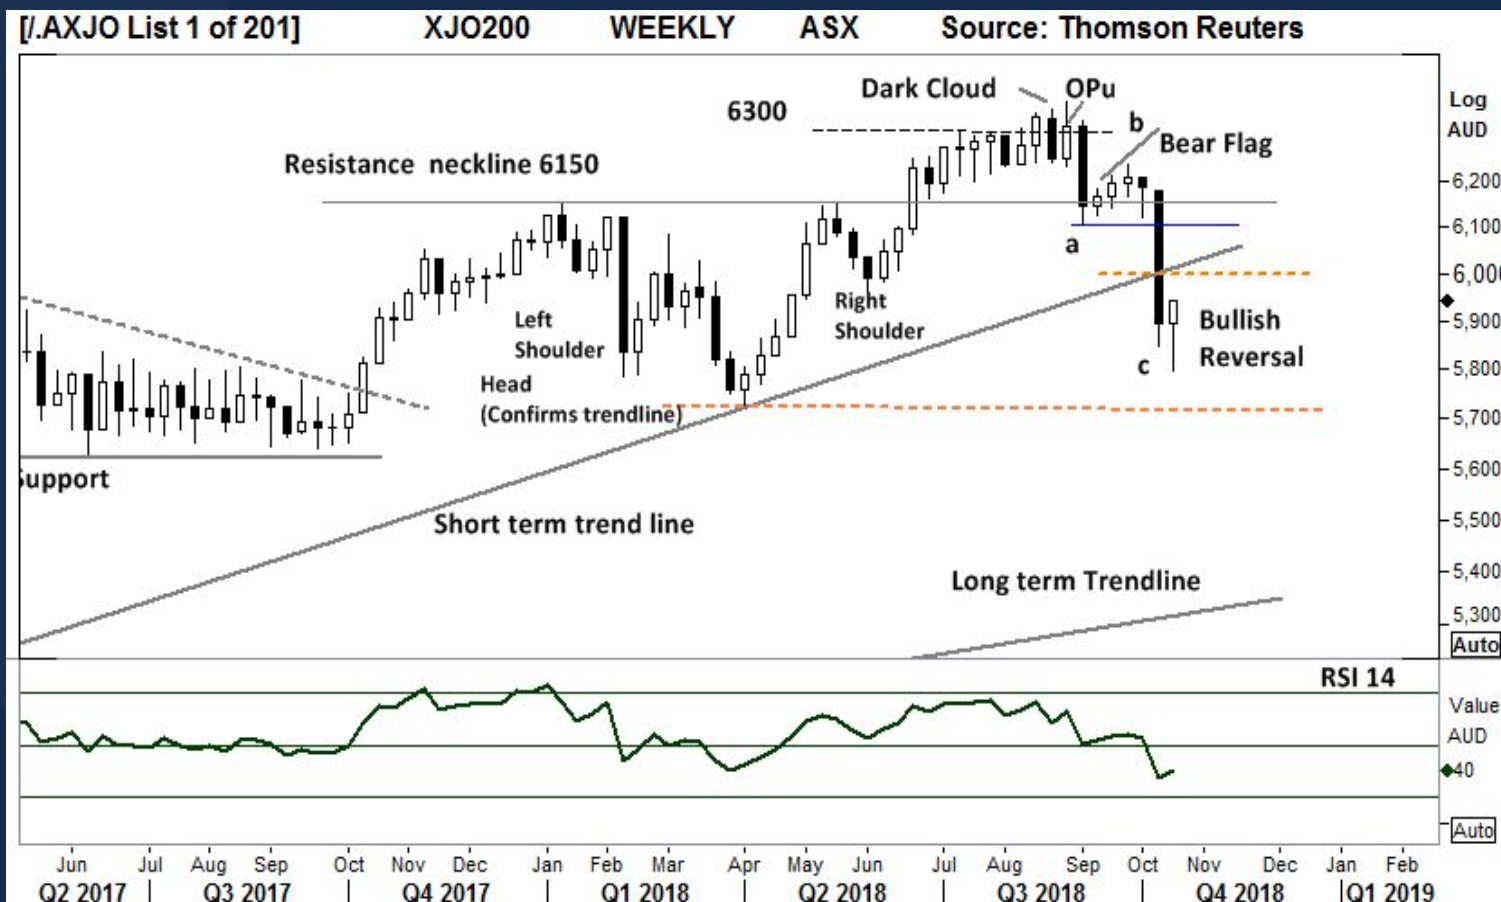 [/.AXJO List 1 of 201] XJO200 WEEKLY ASX Source: Thomson Reuters
Dark Cloud OPu
6300 b
Bear Flag
Resistance neckline 6150
a
Left
Shoulder
Right
Shoulder
Head
(Confirms trendline)
Bullish
Reversal
c
Support
Short term trend line
Long term Trendline
Log
AUD
6,200
6,100
6,000
5,900
5,800
5,700
5,600
5,500
5,400
5,300
Auto
RSI 14
Value
AUD
40
Auto
Jun Jul Aug Sep Oct Nov Dec Jan Feb Mar Apr May Jun Jul Aug Sep Oct Nov Dec Jan Feb
Q2 2017 Q3 2017 Q4 2017 Q1 2018 Q2 2018 Q3 2018 Q4 2018 Q1 2019